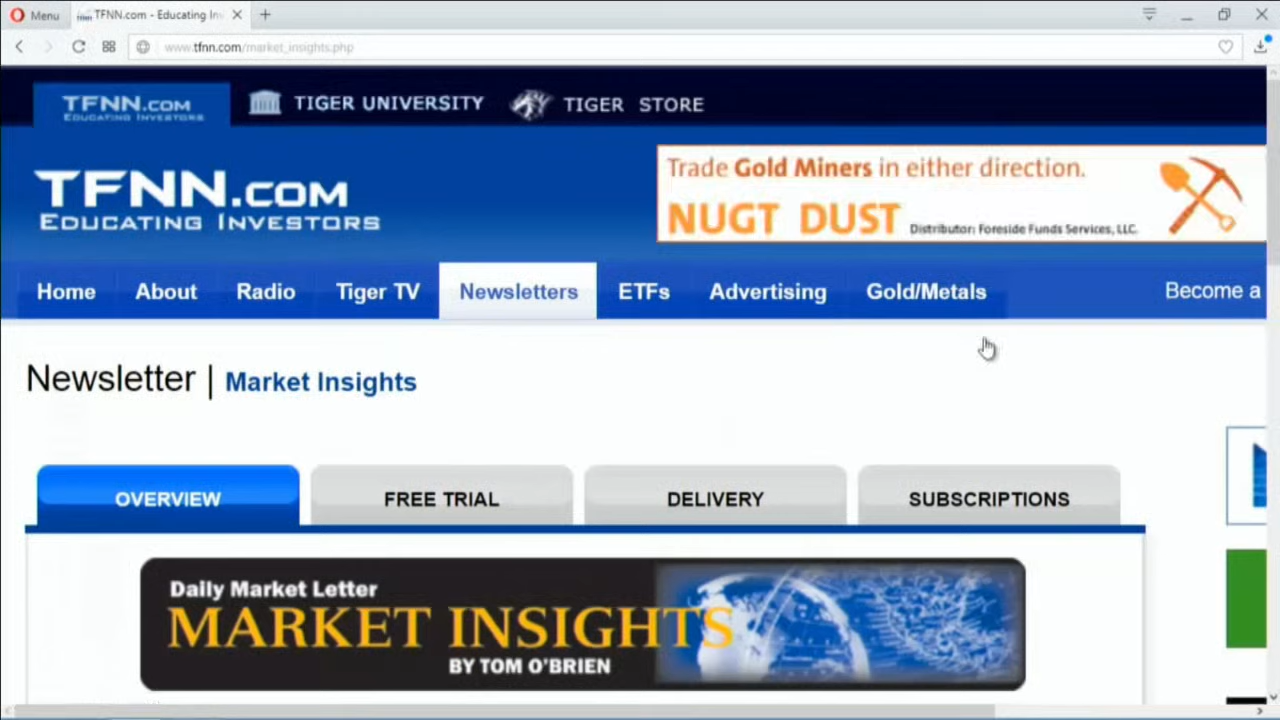 Menu
TFNN.com - Educating In
www.tfnn.com/market_insights.php
TFNN.COM
EDUCATING INVESTORS
TIGER UNIVERSITY
TIGER STORE
TFNN.COM
EDUCATING INVESTORS
Trade Gold Miners in either direction.
NUGT DUST Distributor: Foreside Funds Services, LLC.
Home About Radio Tiger TV Newsletters ETFs Advertising Gold/Metals Become a
Newsletter | Market Insights
OVERVIEW FREE TRIAL DELIVERY SUBSCRIPTIONS
Daily Market Letter
MARKET INSIGHTS
BY TOM O'BRIEN